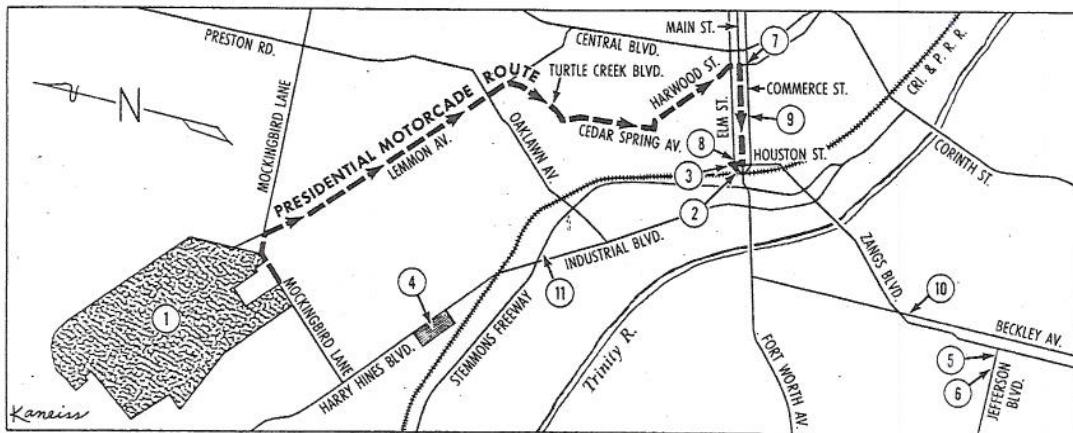 MAIN ST.
PRESTON RD.
CENTRAL BLVD.
7
TURTLE CREEK BLVD.
HARWOOD ST.
CRI. & P. R. R.
N
MOCKINGBIRD LANE
PRESIDENTIAL MOTORCADE ROUTE
LEMMON AV.
OAKLAWN AV.
CEDAR SPRING AV.
ELM ST.
COMMERCE ST.
9
8
HOUSTON ST.
CORINTH ST.
3
2
INDUSTRIAL BLVD.
11
ZANGS BLVD.
4
1
MOCKINGBIRD LANE
HARRY HINES BLVD.
STEMMONS FREEWAY
Trinity R.
FORT WORTH AV.
10
BECKLEY AV.
5
6
JEFFERSON
BLVD.
Kaneiss